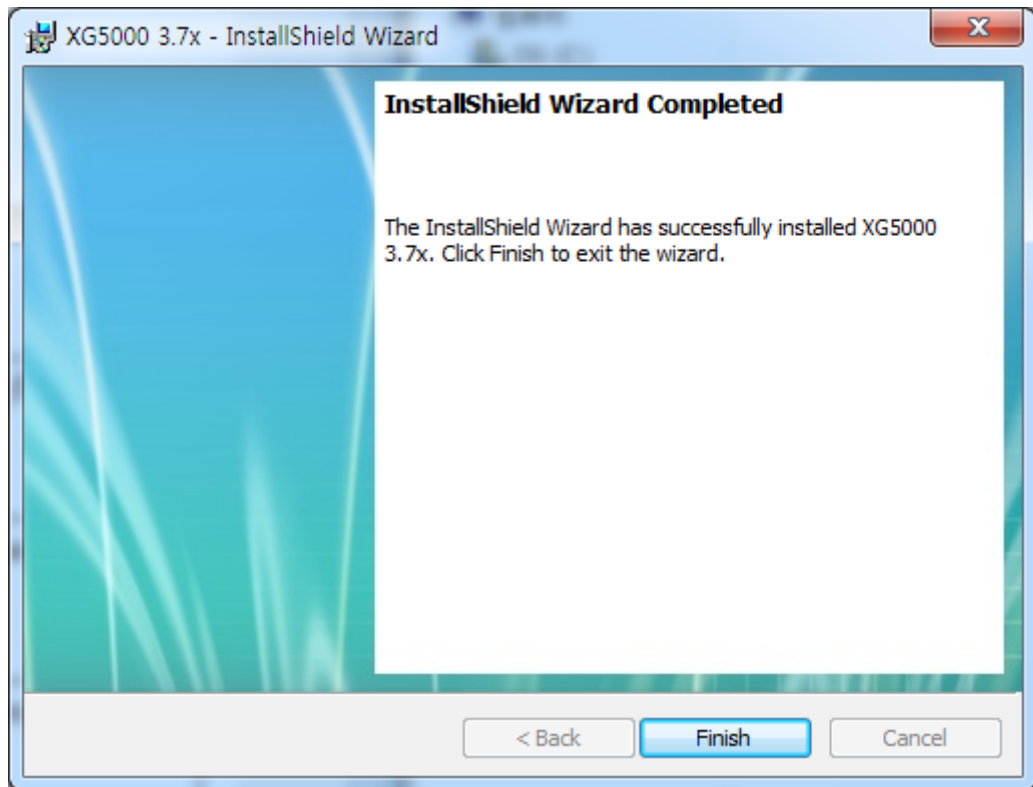 XG5000 3.7x - InstallShield Wizard
InstallShield Wizard Completed
The InstallShield Wizard has successfully installed XG5000
3.7x. Click Finish to exit the wizard.
< Back
Finish
Cancel